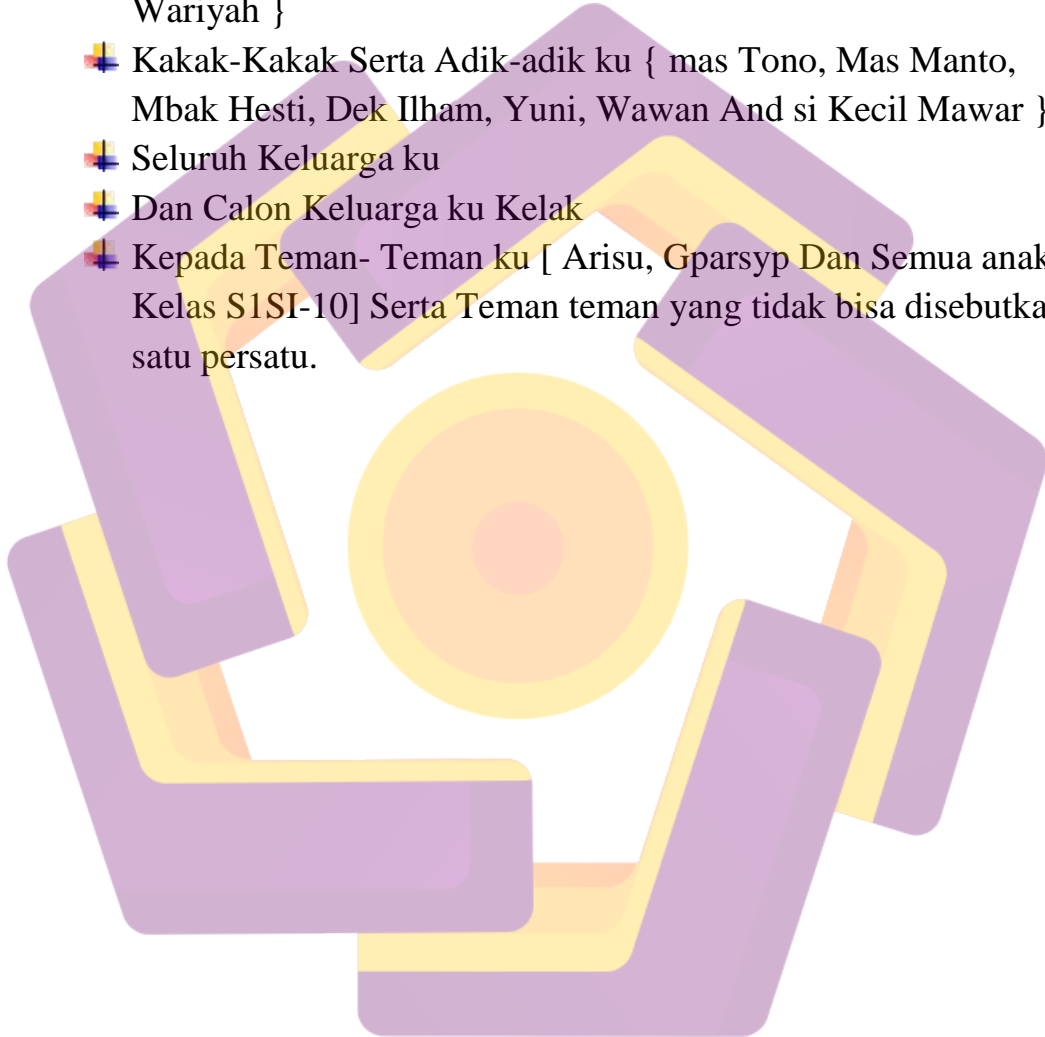 Wariyah }
Kakak-Kakak Serta Adik-adik ku { mas Tono, Mas Manto,
Mbak Hesti, Dek Ilham, Yuni, Wawan And si Kecil Mawar }
Seluruh Keluarga ku
Dan Calon Keluarga ku Kelak
Kepada Teman- Teman ku [ Arisu, Gparsyp Dan Semua anak
Kelas S1SI-10] Serta Teman teman yang tidak bisa disebutka
satu persatu.